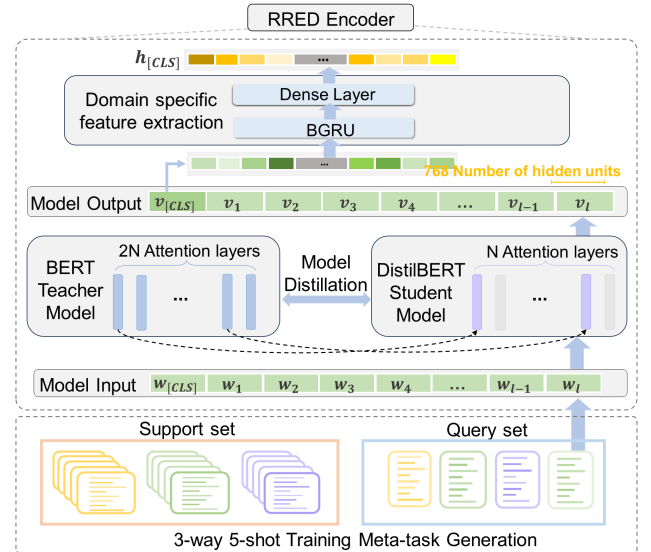 RRED Encoder
h[CLS]
...
Domain specific
feature extraction
Dense Layer
BGRU
...
768 Number of hidden units
Model Output v[CLS] v1 v2 v3 v4 ... vl−1 vl
BERT
Teacher
Model
2N Attention layers
...
Model
Distillation
DistilBERT
Student
Model
N Attention layers
...
Model Input w[CLS] w1 w2 w3 w4 ... wl−1 wl
Support set
Query set
3-way 5-shot Training Meta-task Generation